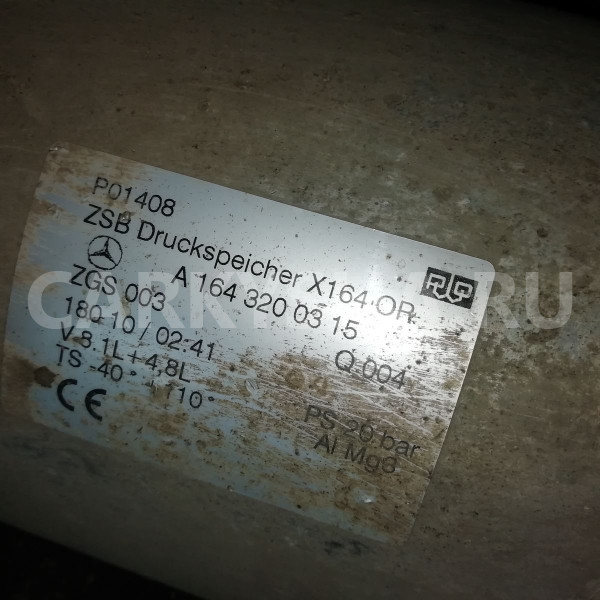 P01408
ZSB Druckspeicher X164 OR
A 164 320 03 15
ZGS 003
Q 004
180 10 / 02:41
V 8.1L + 4,8L
TS -40° +110°
PS 20 bar
Al Mg3
CE